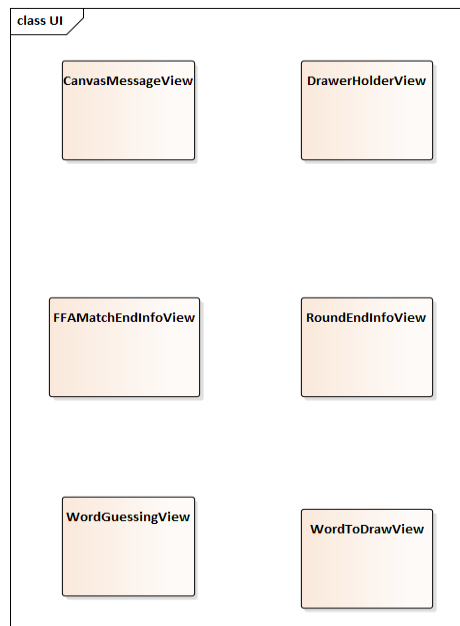 class UI
CanvasMessageView
DrawerHolderView
FFAMatchEndInfoView
RoundEndInfoView
WordGuessingView
WordToDrawView